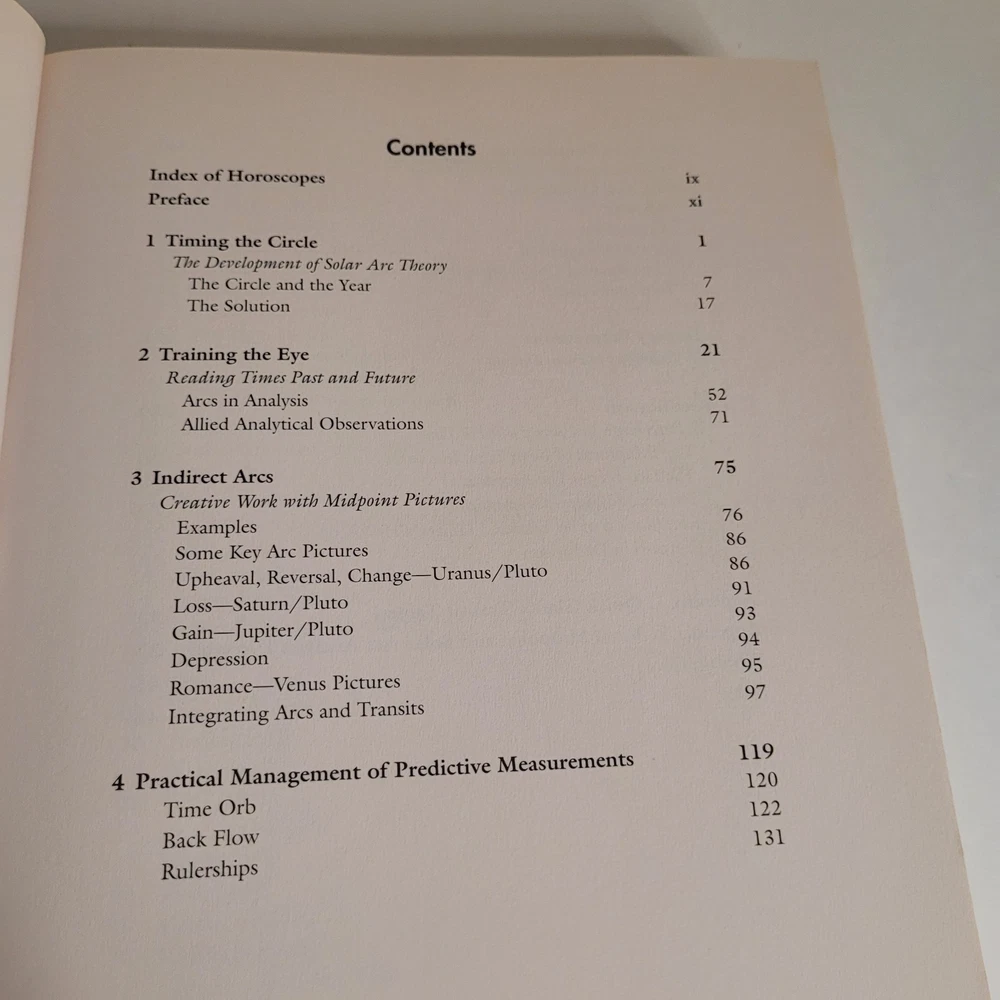 Contents
Index of Horoscopes ix
Preface xi
1 Timing the Circle 1
The Development of Solar Arc Theory
The Circle and the Year 7
The Solution 17
2 Training the Eye 21
Reading Times Past and Future
Arcs in Analysis 52
Allied Analytical Observations 71
3 Indirect Arcs 75
Creative Work with Midpoint Pictures
Examples 76
Some Key Arc Pictures 86
Upheaval, Reversal, Change—Uranus/Pluto 86
Loss—Saturn/Pluto 91
Gain—Jupiter/Pluto 93
Depression 94
Romance—Venus Pictures 95
Integrating Arcs and Transits 97
4 Practical Management of Predictive Measurements 119
Time Orb 120
Back Flow 122
Rulerships 131